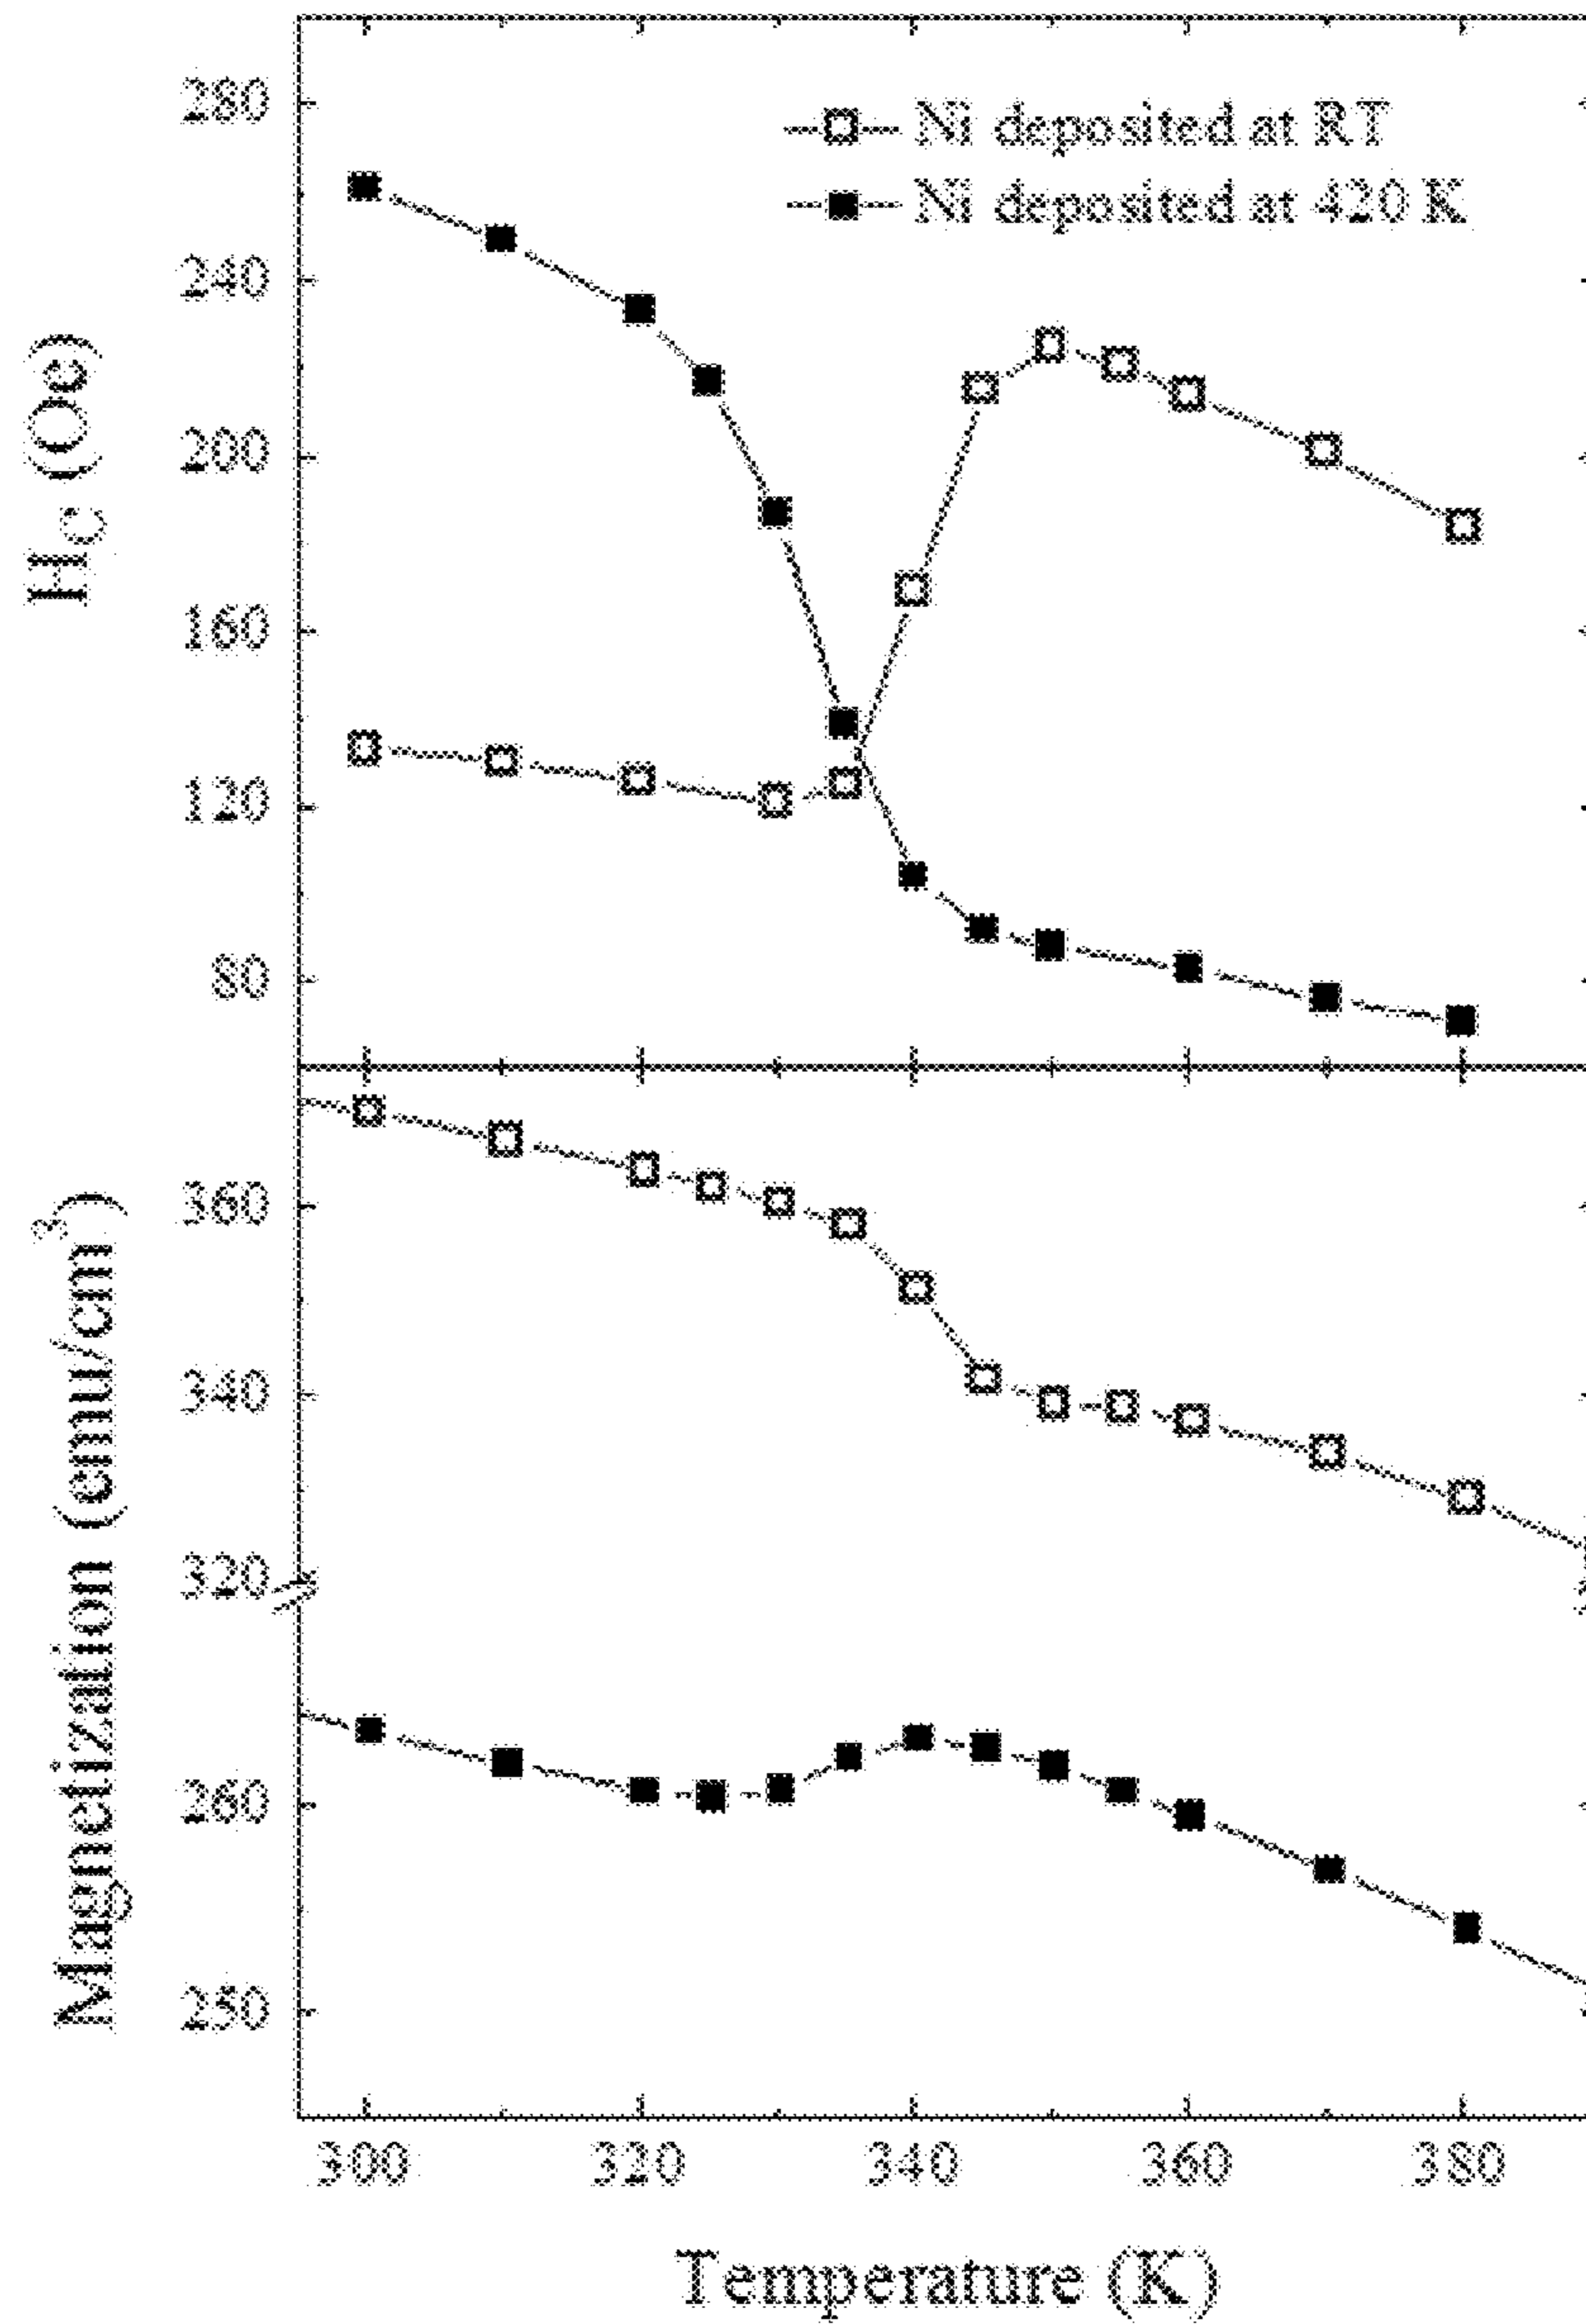 280
240
200
160
120
80
H_C (Oe)
Ni deposited at RT
Ni deposited at 420 K
360
340
320
260
250
Magnetization (emu/cm³)
300 320 340 360 380
Temperature (K)